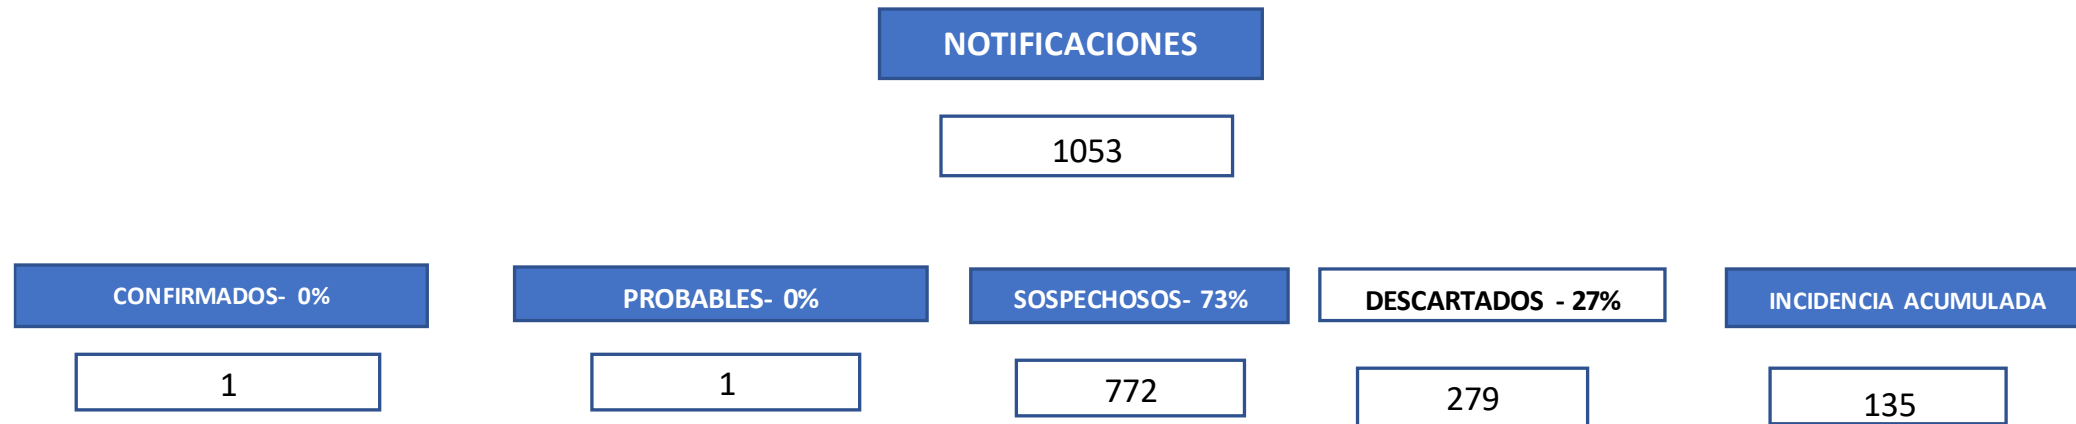 NOTIFICACIONES
1053
CONFIRMADOS- 0%
PROBABLES- 0%
SOSPECHOSOS- 73%
DESCARTADOS - 27%
INCIDENCIA ACUMULADA
1
1
772
279
135